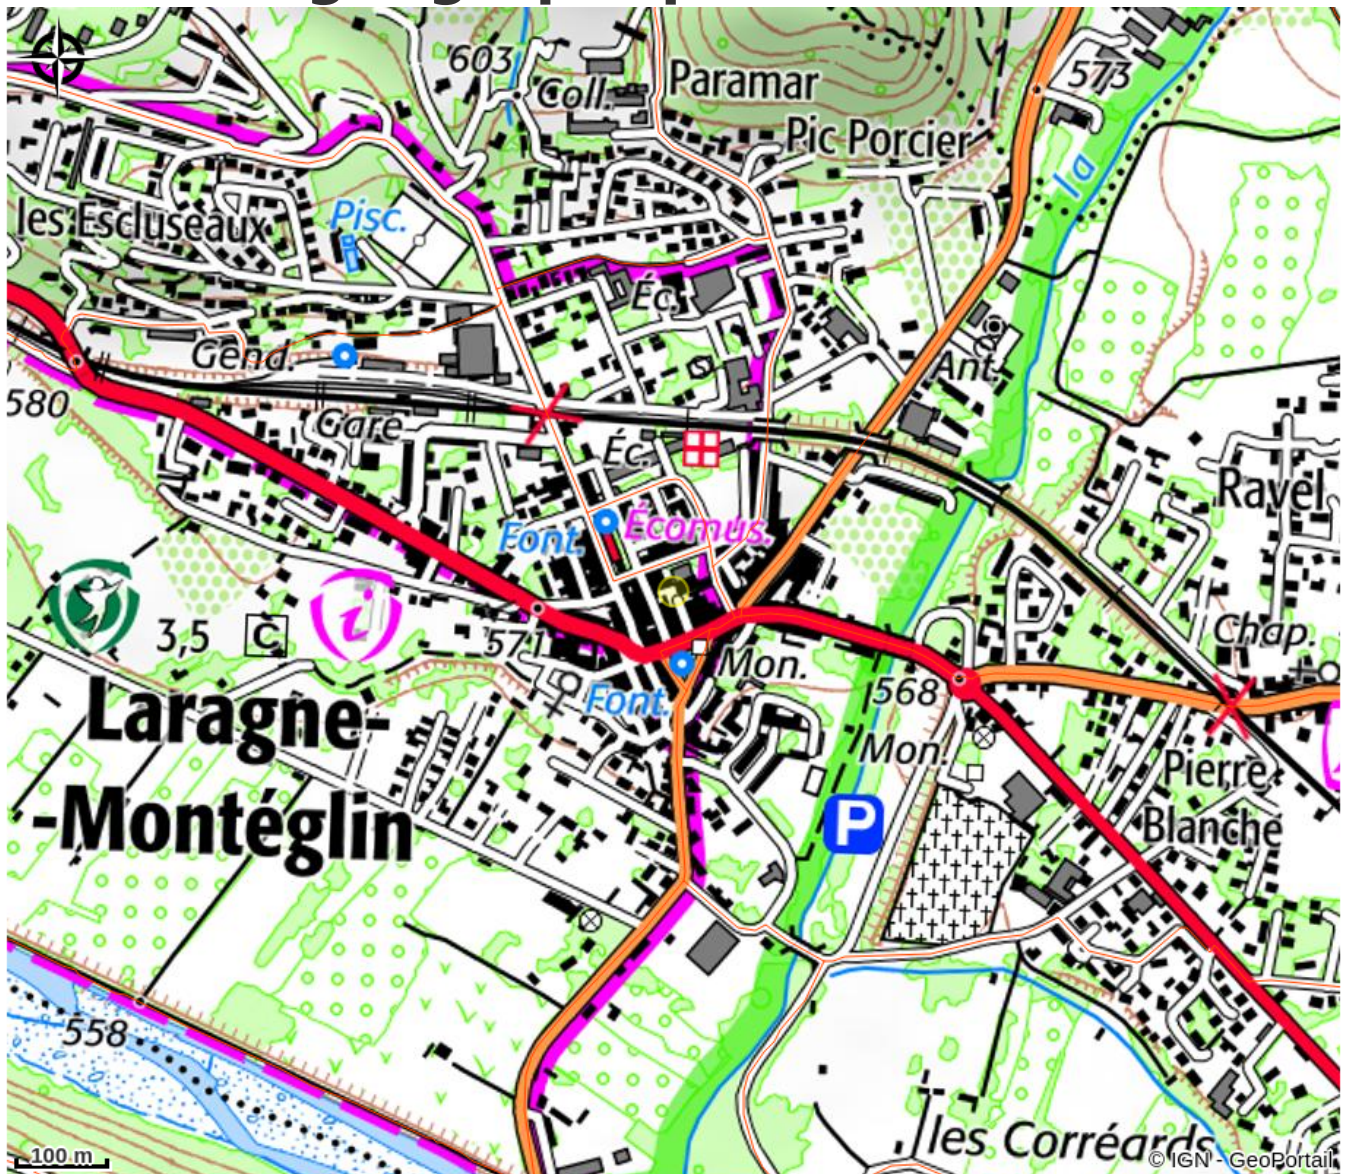 603
Coll.
Paramar
573
Pic Porcier
la
les Escluseaux
Pisc.
Éc.
Gend.
Ant.
580
Gare
Éc.
Ravel
Font.
Écomus.
3,5
C
i
571
Chap.
Mon.
568
Font.
Laragne-
-Montéglin
Mon.
Pierre
Blanche
P
558
les Corréards
100 m
© IGN - GeoPortail